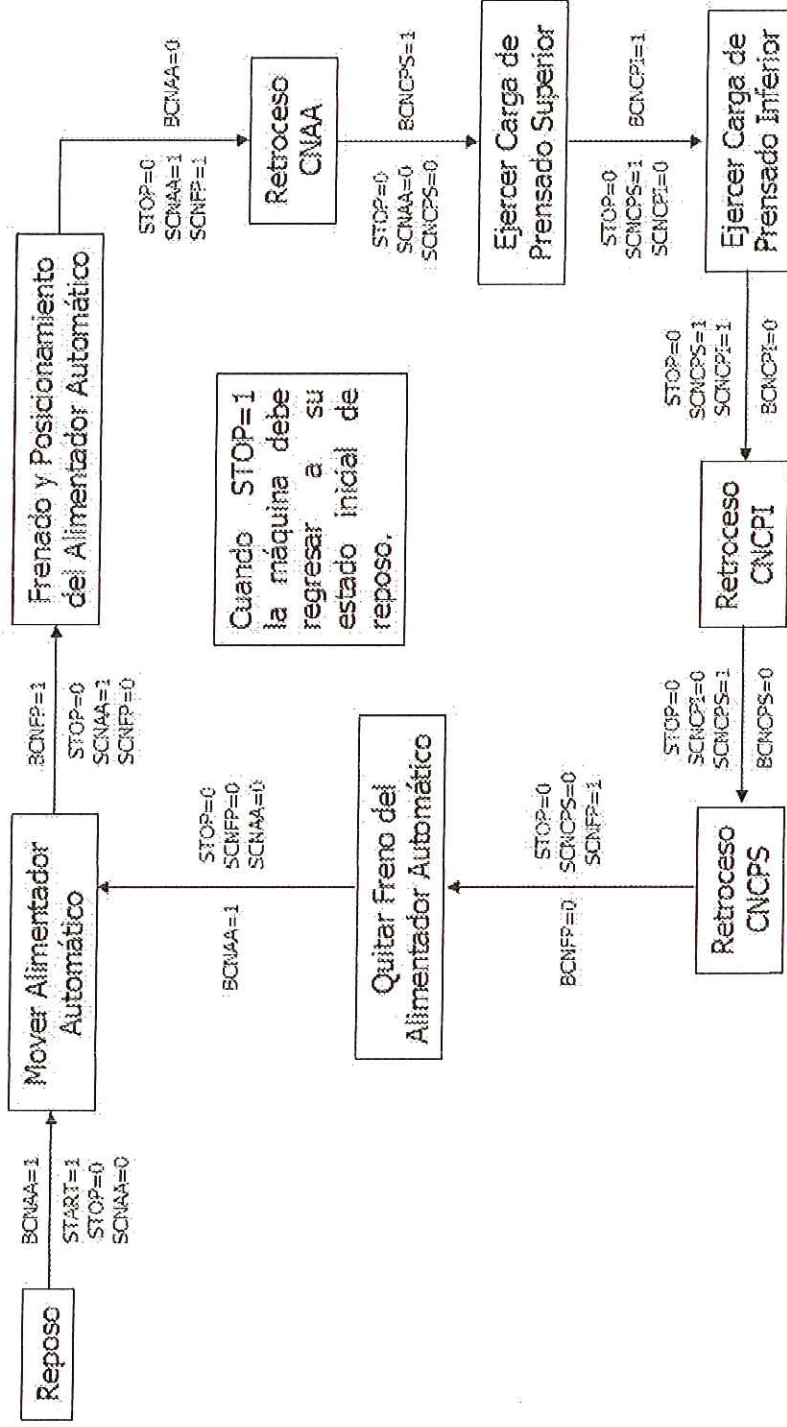 Reposo
BCNAA=1
START=1
STOP=0
SCNAA=0
Mover Alimentador
Automático
BCNFP=1
STOP=0
SCNAA=1
SCNFP=0
Frenado y Posicionamiento
del Alimentador Automático
STOP=0
SCNAA=1
SCNFP=1
BCNAA=0
Retroceso
CNAA
STOP=0
SCNAA=0
SCNCPS=0
BCNCPS=1
Ejercer Carga de
Prensado Superior
STOP=0
SCNCPS=1
SCNCPI=0
BCNCPI=1
Ejercer Carga de
Prensado Inferior
STOP=0
SCNCPS=1
SCNCPI=1
BCNCPI=0
Retroceso
CNCPI
STOP=0
SCNCPI=0
SCNCPS=1
BCNCPS=0
Retroceso
CNCPS
BCNFP=0
STOP=0
SCNCPS=0
SCNFP=1
Quitar Freno del
Alimentador Automático
BCNAA=1
STOP=0
SCNFP=0
SCNAA=0
Cuando STOP=1
la máquina debe
regresar a su
estado inicial de
reposo.